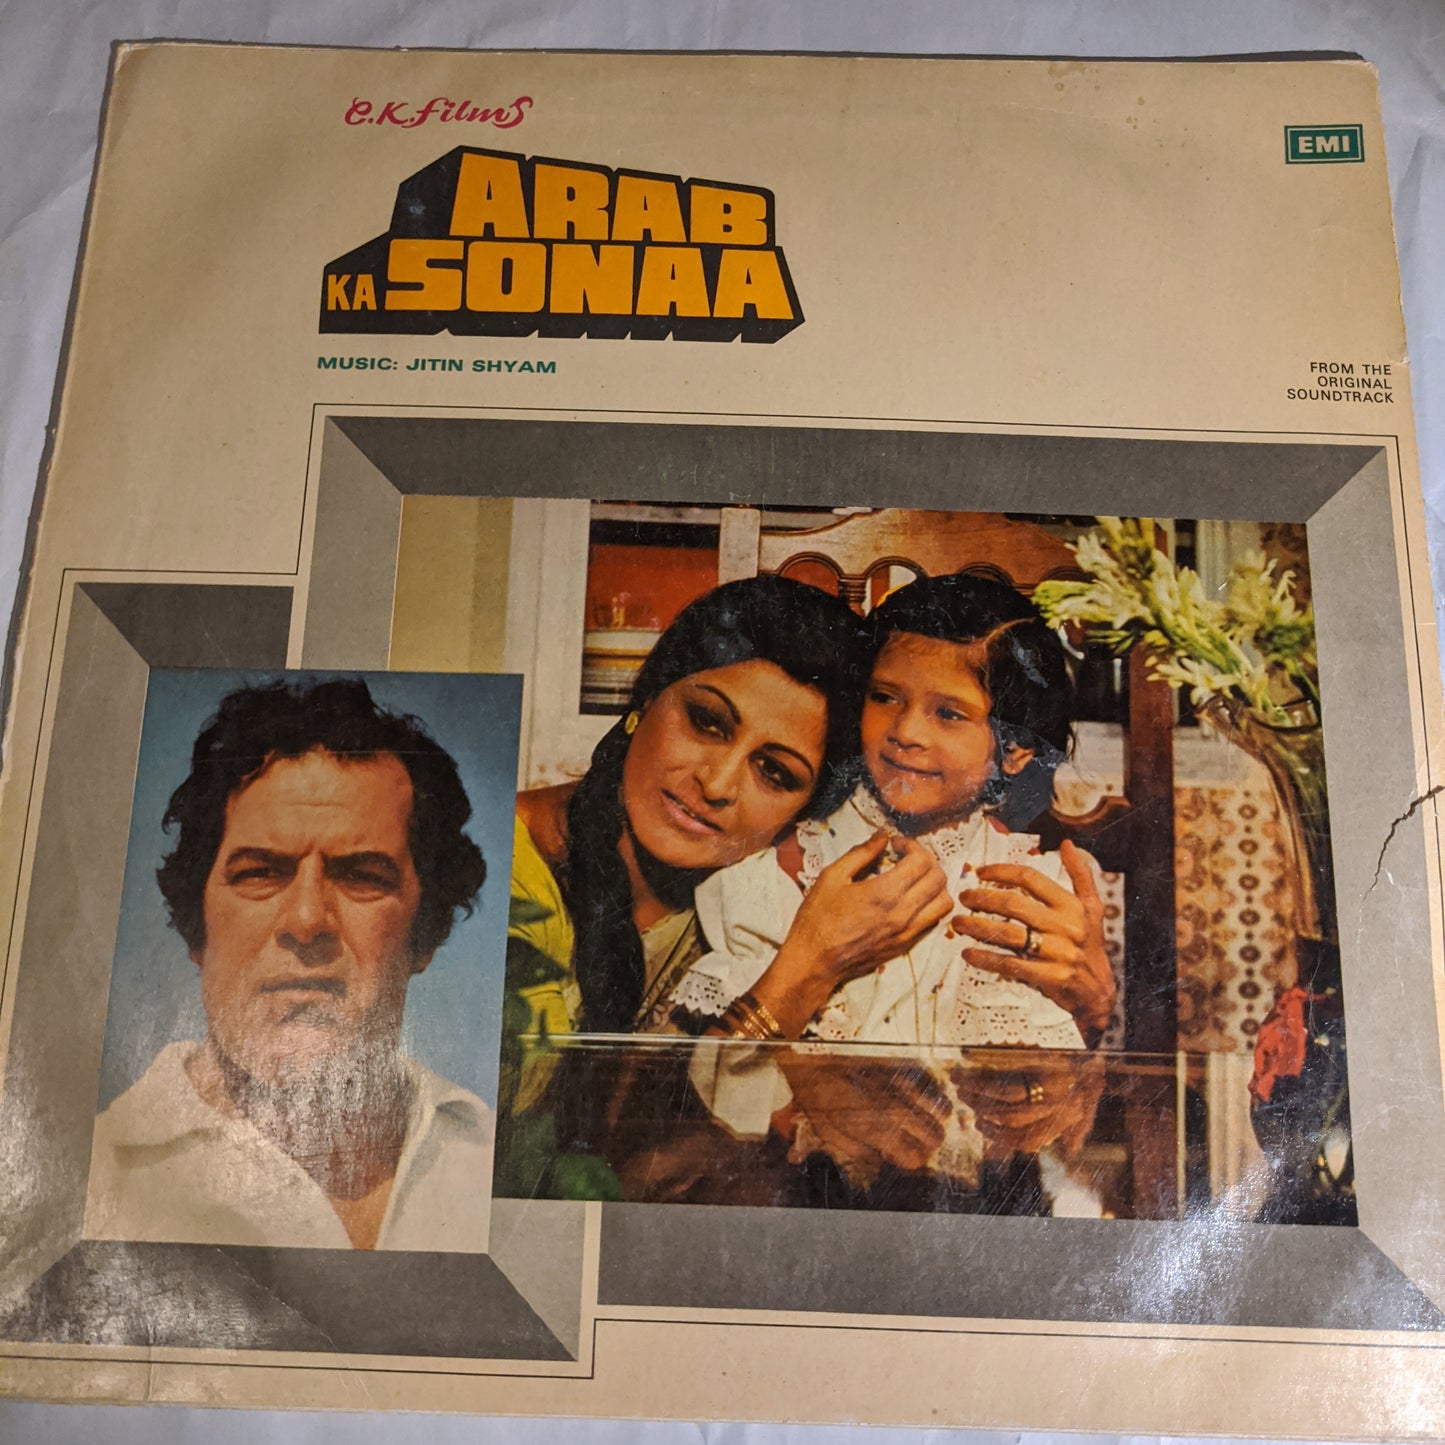 C.K. Films
EMI
ARAB
KA SONAA
MUSIC: JITIN SHYAM
FROM THE
ORIGINAL
SOUNDTRACK